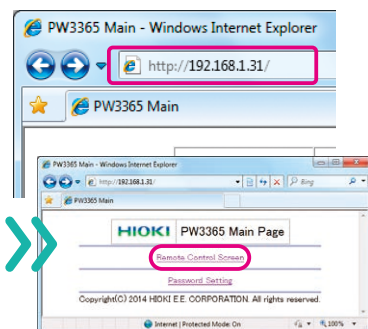 PW3365 Main - Windows Internet Explorer
http://192.168.1.31/
PW3365 Main
PW3365 Main - Windows Internet Explorer
http://192.168.1.31/
Bing
PW3365 Main
HIOKI PW3365 Main Page
Remote Control Screen
Password Setting
Copyright(C) 2014 HIOKI E.E. CORPORATION. All rights reserved.
Internet | Protected Mode: On
100%